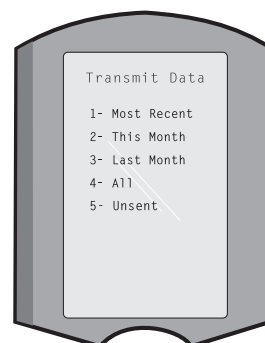 Transmit Data
1- Most Recent
2- This Month
3- Last Month
4- All
5- Unsent